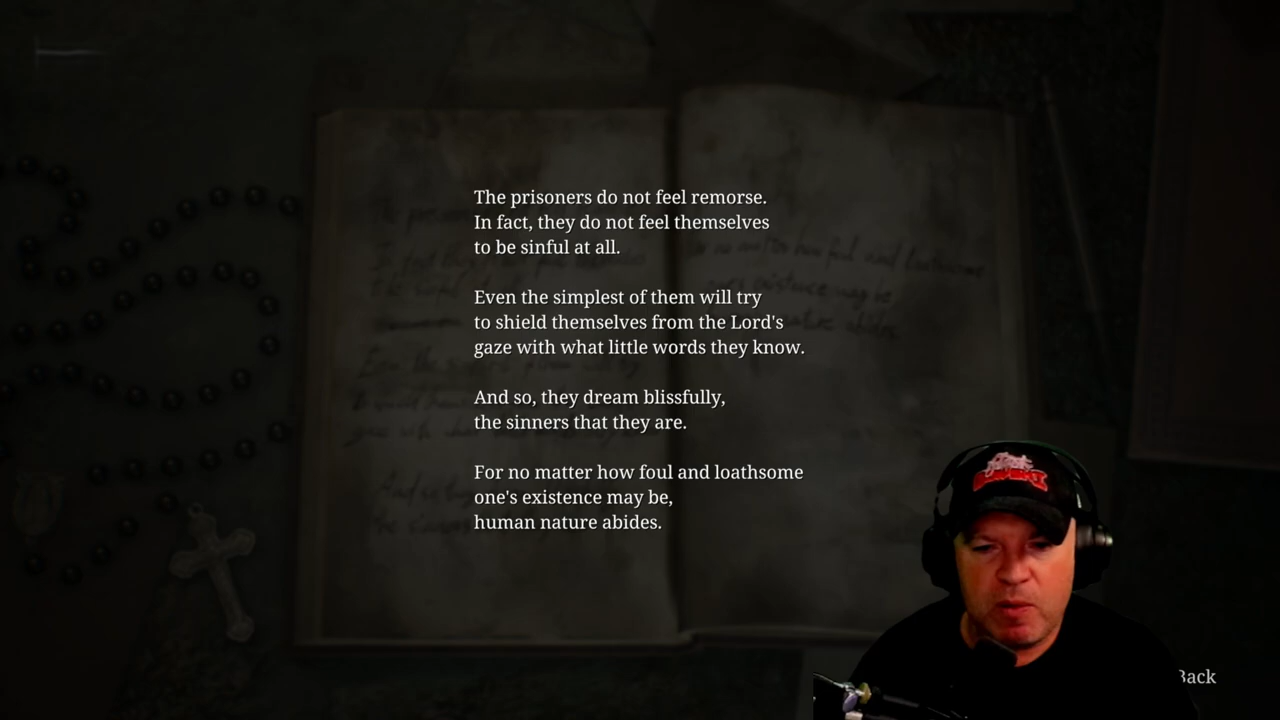 The prisoners do not feel remorse.
In fact, they do not feel themselves
to be sinful at all.
Even the simplest of them will try
to shield themselves from the Lord's
gaze with what little words they know.
And so, they dream blissfully,
the sinners that they are.
For no matter how foul and loathsome
one's existence may be,
human nature abides.
Back